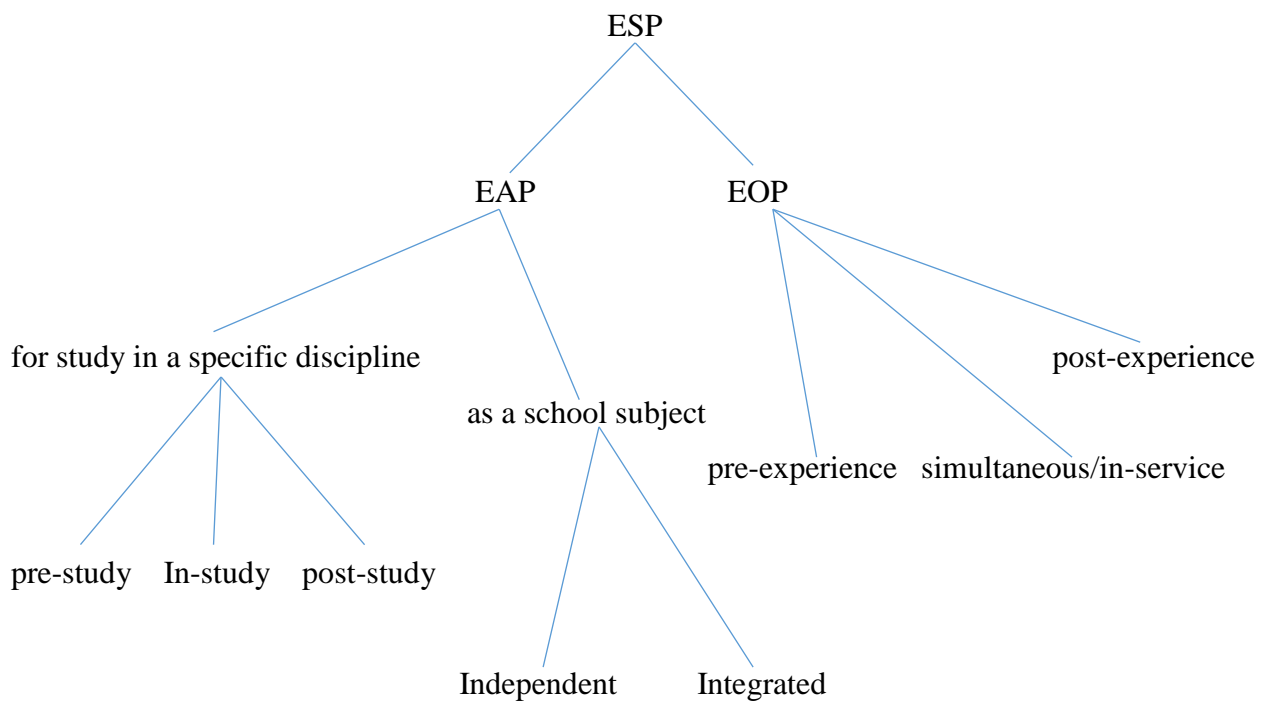 ESP
EAP EOP
for study in a specific discipline post-experience
as a school subject
pre-experience simultaneous/in-service
pre-study In-study post-study
Independent Integrated